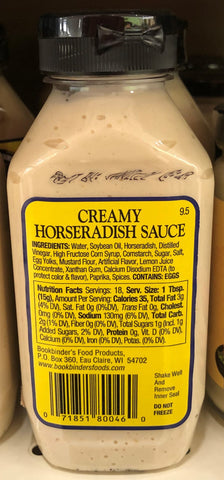 CREAMY
HORSERADISH SAUCE
9.5
INGREDIENTS: Water, Soybean Oil, Horseradish, Distilled
Vinegar, High Fructose Corn Syrup, Cornstarch, Sugar, Salt,
Egg Yolks, Mustard Flour, Artificial Flavor, Lemon Juice
Concentrate, Xanthan Gum, Calcium Disodium EDTA (to
protect color & flavor), Paprika, Spices. CONTAINS: EGGS
Nutrition Facts Servings: 18, Serv. Size: 1 Tbsp.
(15g), Amount Per Serving: Calories 35, Total Fat 3g
(4% DV), Sat. Fat 0g (0%DV), Trans Fat 0g, Cholest.
0mg (0% DV), Sodium 130mg (6% DV), Total Carb.
2g (1% DV), Fiber 0g (0% DV), Total Sugars 1g (Incl. 1g
Added Sugars, 2% DV), Protein 0g, Vit. D (0% DV),
Calcium (0% DV), Iron (0% DV), Potas. (0% DV).
Bookbinder's Food Products,
P.O. Box 360, Eau Claire, WI 54702
www.bookbindersfoods.com
Shake Well
And
Remove
Inner Seal
DO NOT
FREEZE
0 71851 80046 0